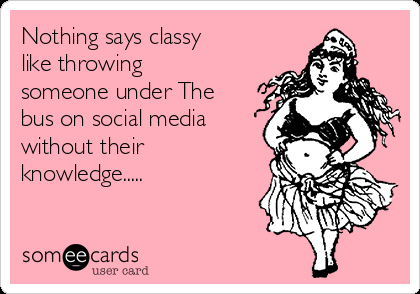 Nothing says classy
like throwing
someone under The
bus on social media
without their
knowledge.....
someecards
user card